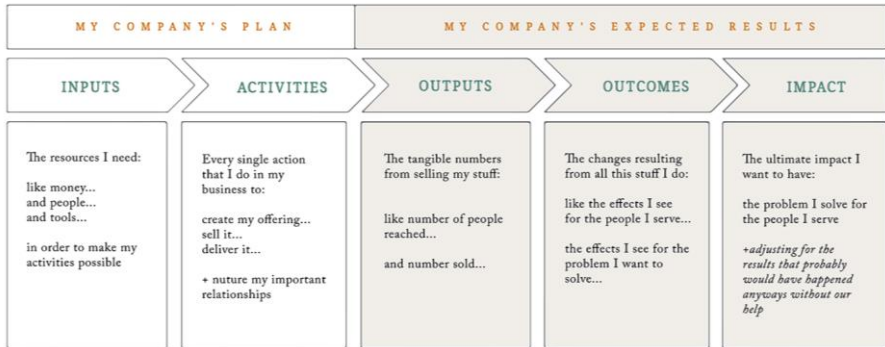 MY COMPANY'S PLAN
MY COMPANY'S EXPECTED RESULTS
INPUTS
ACTIVITIES
OUTPUTS
OUTCOMES
IMPACT
The resources I need:
like money...
and people...
and tools...
in order to make my
activities possible
Every single action
that I do in my
business to:
create my offering...
sell it...
deliver it...
+ nuture my important
relationships
The tangible numbers
from selling my stuff:
like number of people
reached...
and number sold...
The changes resulting
from all this stuff I do:
like the effects I see
for the people I serve...
the effects I see for the
problem I want to
solve...
The ultimate impact I
want to have:
the problem I solve for
the people I serve
+adjusting for the
results that probably
would have happened
anyways without our
help